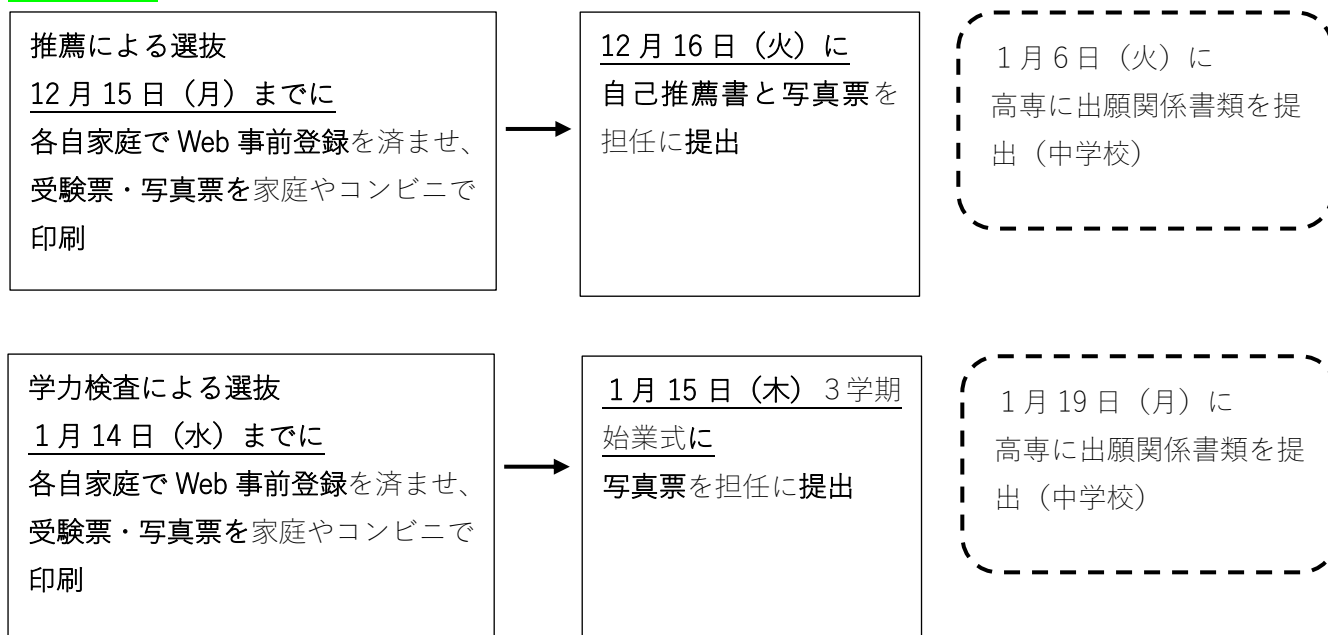 推薦による選抜
12月15日（月）までに
各自家庭で Web 事前登録を済ませ、
受験票・写真票を家庭やコンビニで
印刷
12月16日（火）に
自己推薦書と写真票を
担任に提出
１月６日（火）に
高専に出願関係書類を提
出（中学校）
学力検査による選抜
１月14日（水）までに
各自家庭で Web 事前登録を済ませ、
受験票・写真票を家庭やコンビニで
印刷
１月15日（木）３学期
始業式に
写真票を担任に提出
１月19日（月）に
高専に出願関係書類を提
出（中学校）